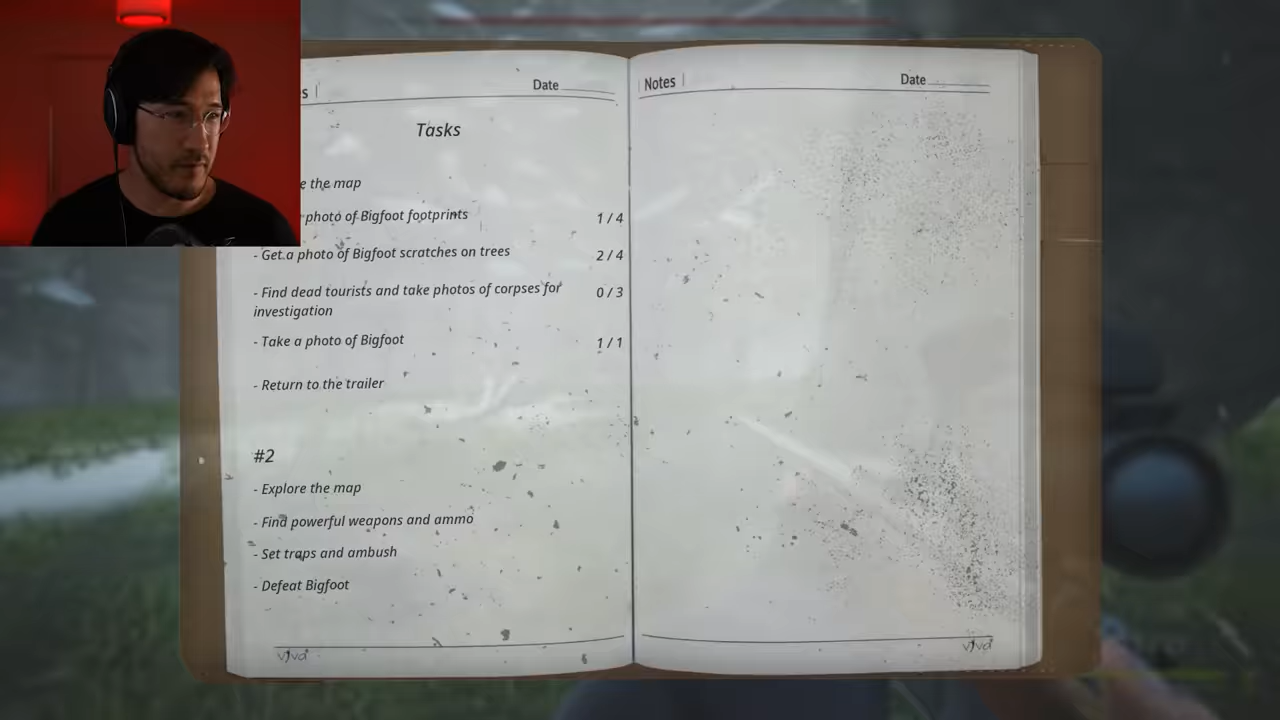 Date
Notes
Date
Tasks
the map
photo of Bigfoot footprints 1 / 4
- Get a photo of Bigfoot scratches on trees 2 / 4
- Find dead tourists and take photos of corpses for 0 / 3
investigation
- Take a photo of Bigfoot 1 / 1
- Return to the trailer
#2
- Explore the map
- Find powerful weapons and ammo
- Set traps and ambush
- Defeat Bigfoot